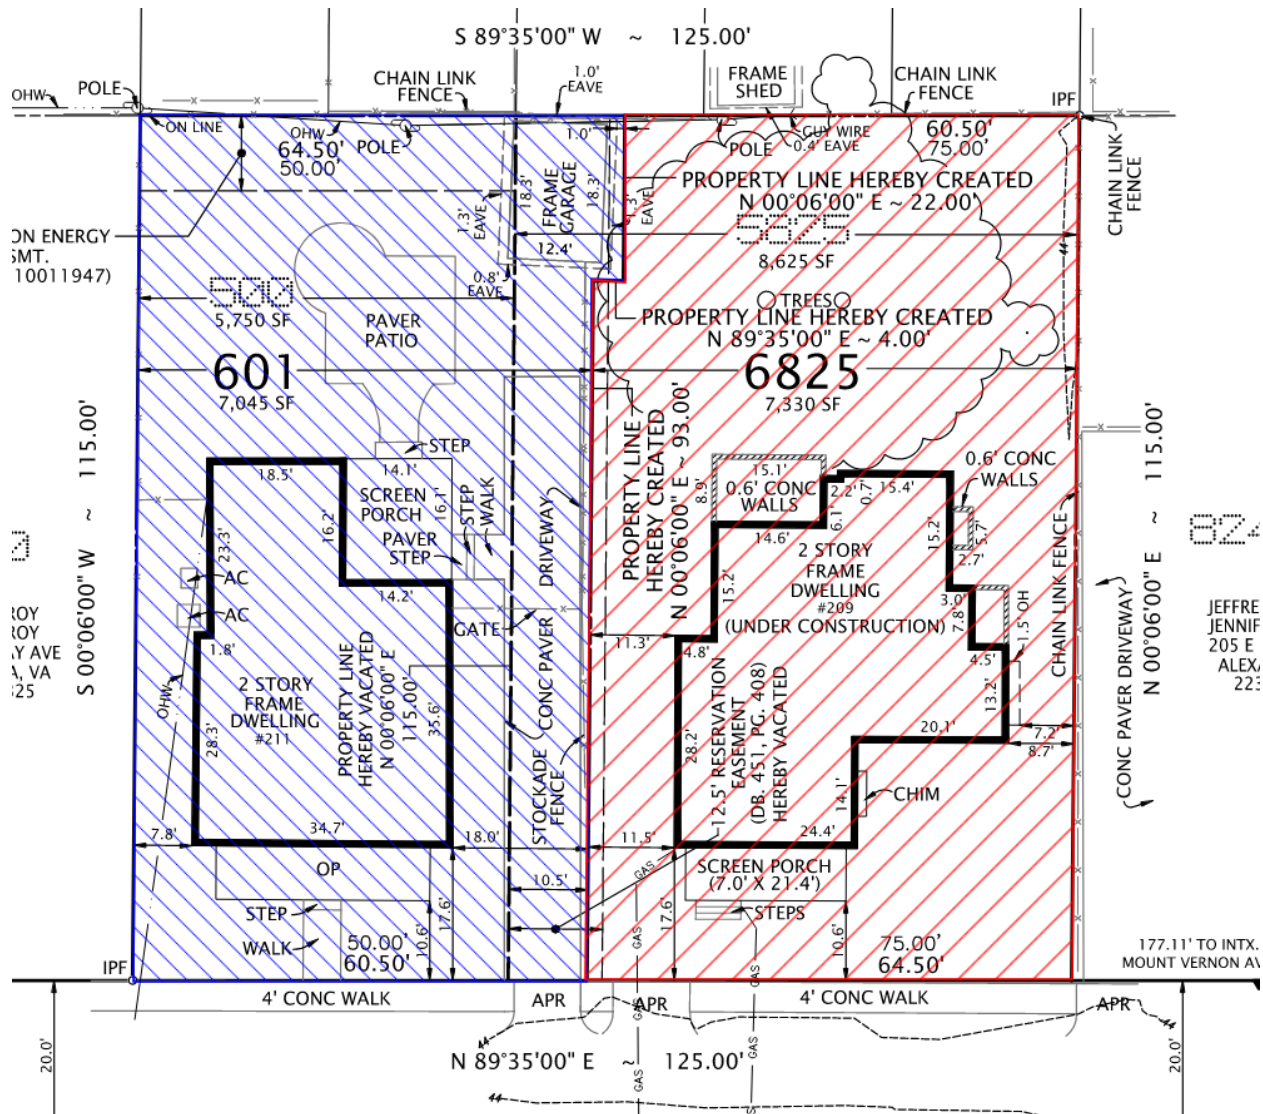 S 89°35'00" W ~ 125.00'
OHW
POLE
CHAIN LINK
FENCE
1.0'
EAVE
FRAME
SHED
CHAIN LINK
FENCE
IPF
ON LINE
OHW
64.50'
50.00'
POLE
1.0'
GUY WIRE
0.4' EAVE
POLE
60.50'
75.00'
CHAIN LINK
FENCE
PROPERTY LINE HEREBY CREATED
N 00°06'00" E ~ 22.00'
1.3'
EAVE
18.3'
FRAME
GARAGE
18.3'
1.3'
EAVE
12.4'
5825
8,625 SF
44
ON ENERGY
SMT.
10011947)
0.8'
EAVE
500
5,750 SF
PAVER
PATIO
TREES
PROPERTY LINE HEREBY CREATED
N 89°35'00" E ~ 4.00'
601
7,045 SF
6825
7,330 SF
S 00°06'00" W ~ 115.00'
PROPERTY LINE
HEREBY CREATED
N 00°06'00" E ~ 93.00'
N 00°06'00" E ~ 115.00'
STEP
18.5'
14.1'
SCREEN
PORCH
16.1'
STEP
WALK
16.2'
PAVER
STEP
23.3'
AC
AC
14.2'
GATE
1.8'
CONC PAVER DRIVEWAY
8.9'
15.1'
0.6' CONC
WALLS
2.2'
0.7'
15.4'
6.1'
0.6' CONC
WALLS
14.6'
15.2'
5.7'
2.7'
2 STORY
FRAME
DWELLING
#209
(UNDER CONSTRUCTION)
15.2'
3.0'
7.8'
1.5' OH
11.3'
4.8'
4.5'
13.2'
CHAIN LINK FENCE
CONC PAVER DRIVEWAY
824
JEFFRE
JENNIF
205 E
ALEXA
223
ROY
ROY
AY AVE
A, VA
325
OHW
2 STORY
FRAME
DWELLING
#211
28.3'
PROPERTY LINE
HEREBY VACATED
N 00°06'00" E
115.00'
35.6'
STOCKADE
FENCE
28.2'
12.5' RESERVATION
EASEMENT
(DB. 451, PG. 408)
HEREBY VACATED
20.1'
7.2'
8.7'
14.1'
CHIM
7.8'
34.7'
18.0'
11.5'
24.4'
OP
10.5'
GAS
SCREEN PORCH
(7.0' X 21.4')
STEP
WALK
50.00'
60.50'
10.6'
17.6'
17.6'
STEPS
10.6'
75.00'
64.50'
GAS
GAS
177.11' TO INTX.
MOUNT VERNON AV
IPF
4' CONC WALK
APR
APR
4' CONC WALK
APR
GAS
44
44
20.0'
N 89°35'00" E ~ 125.00'
GAS
GAS
20.0'
44